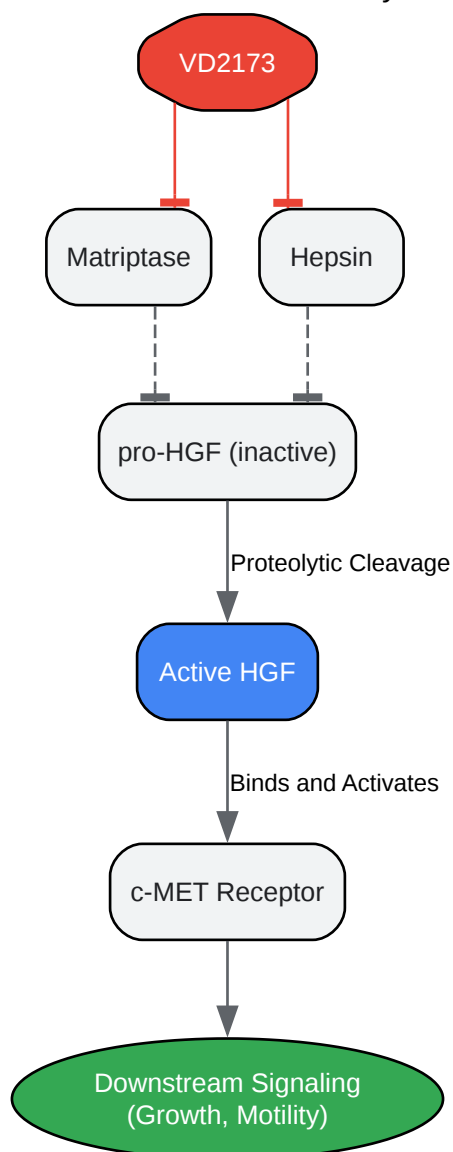 VD2173
Matriptase
Hepsin
pro-HGF (inactive)
Proteolytic Cleavage
Active HGF
Binds and Activates
c-MET Receptor
Downstream Signaling
(Growth, Motility)